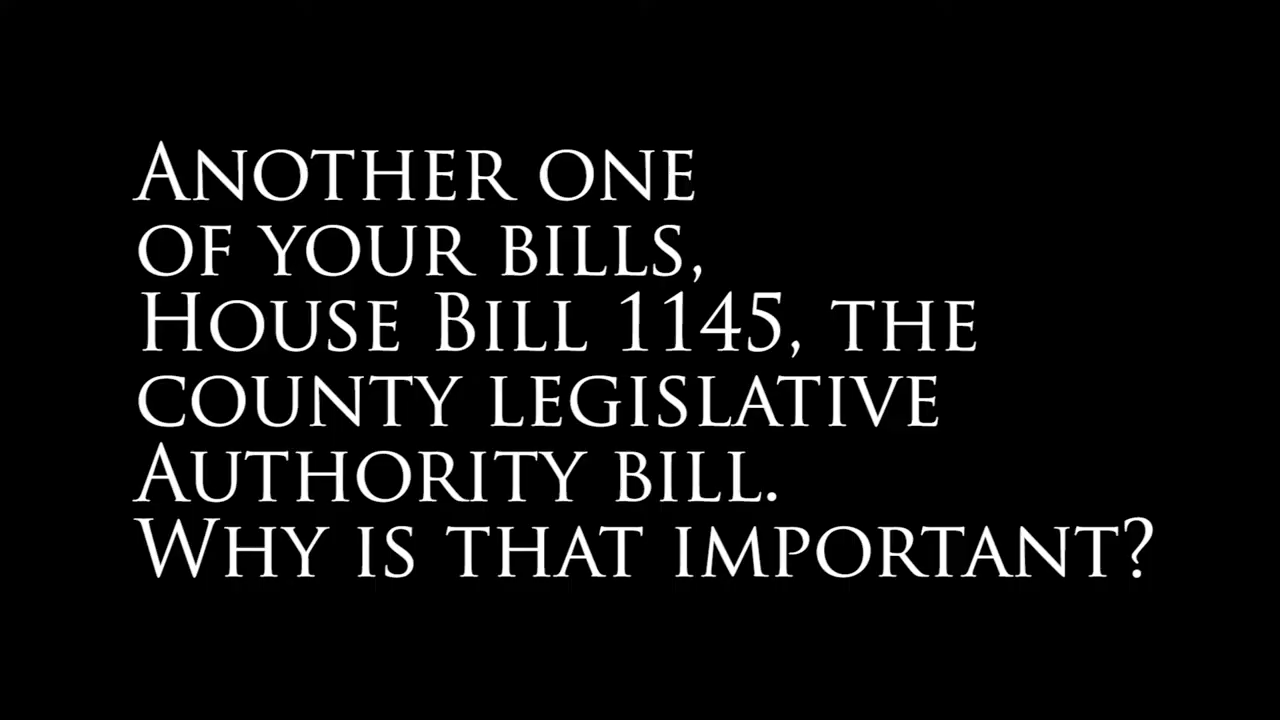 Another one
of your bills,
House Bill 1145, the
county legislative
Authority bill.
Why is that important?